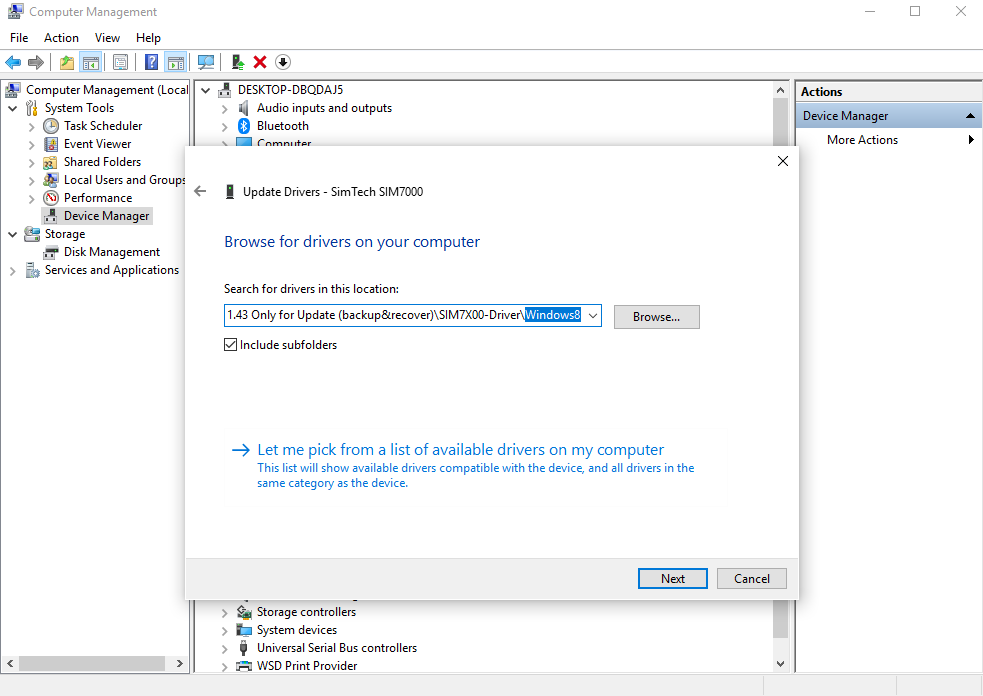 Computer Management
File Action View Help
Computer Management (Local
System Tools
Task Scheduler
Event Viewer
Shared Folders
Local Users and Groups
Performance
Device Manager
Storage
Disk Management
Services and Applications
DESKTOP-DBQDAJ5
Audio inputs and outputs
Bluetooth
Computer
Update Drivers - SimTech SIM7000
Browse for drivers on your computer
Search for drivers in this location:
1.43 Only for Update (backup&recover)\SIM7X00-Driver\Windows8
Browse...
Include subfolders
Let me pick from a list of available drivers on my computer
This list will show available drivers compatible with the device, and all drivers in the
same category as the device.
Next
Cancel
Storage controllers
System devices
Universal Serial Bus controllers
WSD Print Provider
Actions
Device Manager
More Actions